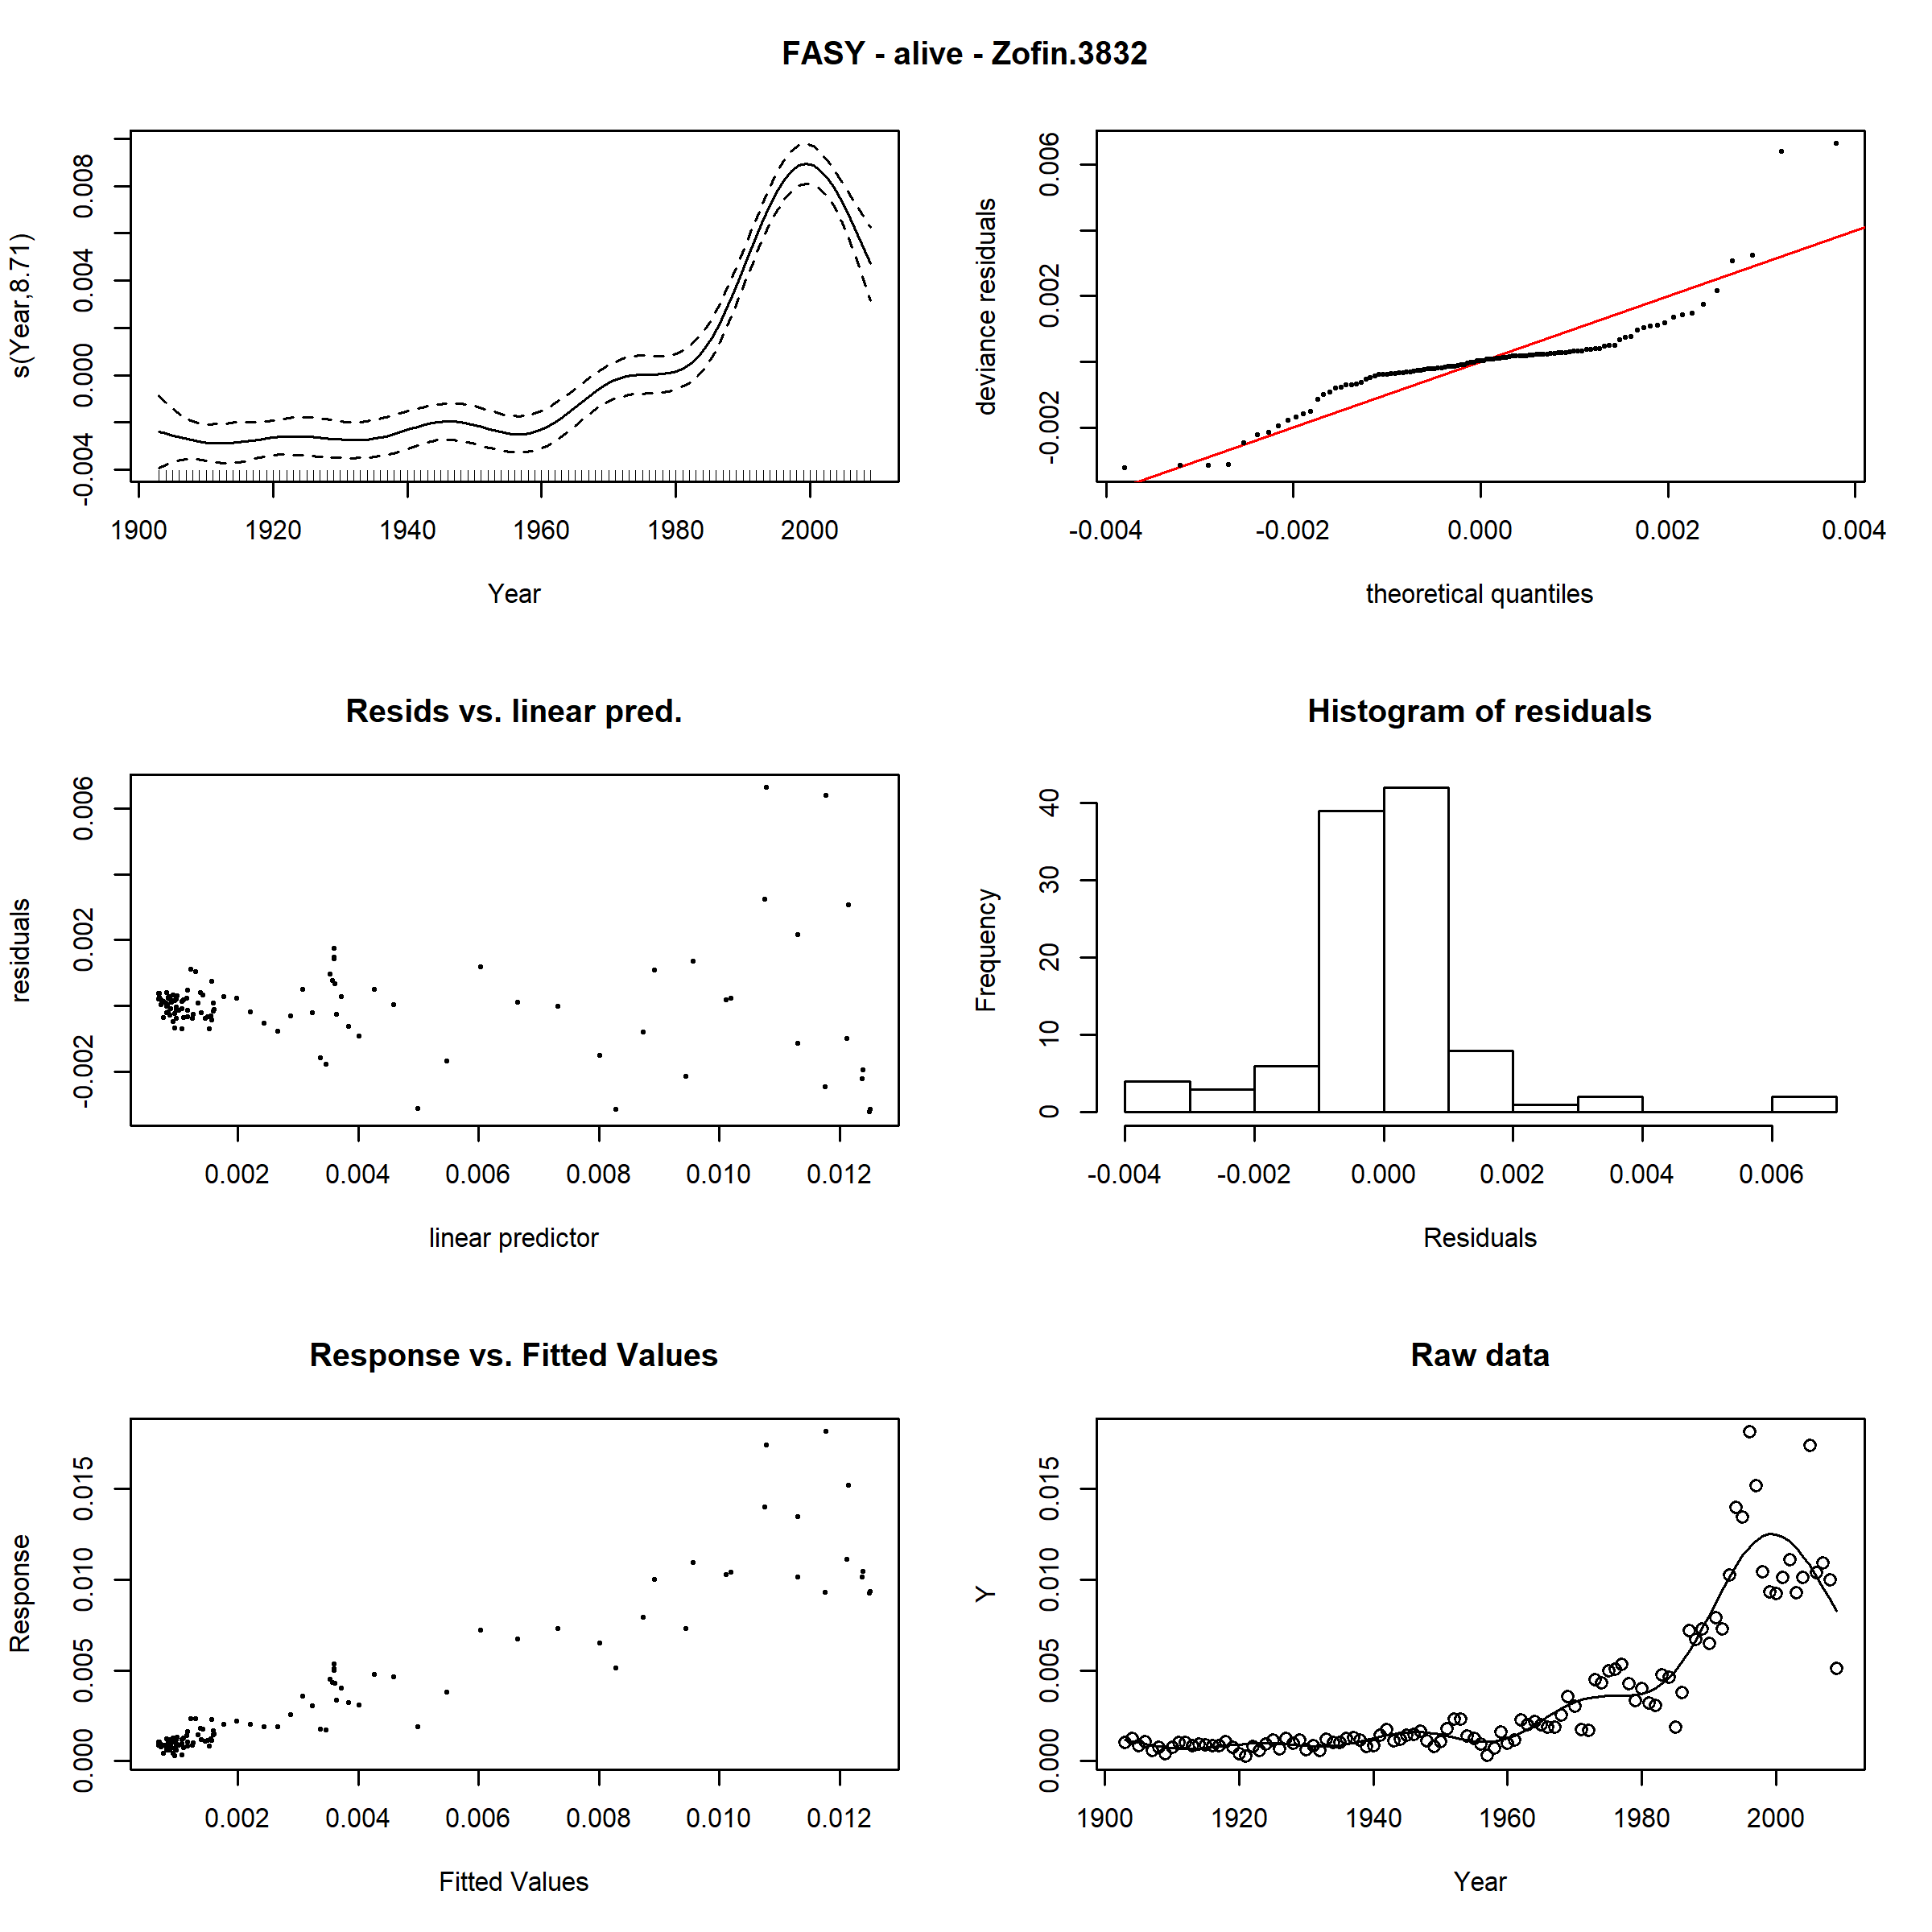 FASY - alive - Zofin.3832
s(Year,8.71)
-0.004 0.000 0.004 0.008
1900 1920 1940 1960 1980 2000
Year
deviance residuals
-0.002 0.002 0.006
-0.004 -0.002 0.000 0.002 0.004
theoretical quantiles
Resids vs. linear pred.
residuals
-0.002 0.002 0.006
0.002 0.004 0.006 0.008 0.010 0.012
linear predictor
Histogram of residuals
Frequency
0 10 20 30 40
-0.004 -0.002 0.000 0.002 0.004 0.006
Residuals
Response vs. Fitted Values
Response
0.000 0.005 0.010 0.015
0.002 0.004 0.006 0.008 0.010 0.012
Fitted Values
Raw data
Y
0.000 0.005 0.010 0.015
1900 1920 1940 1960 1980 2000
Year